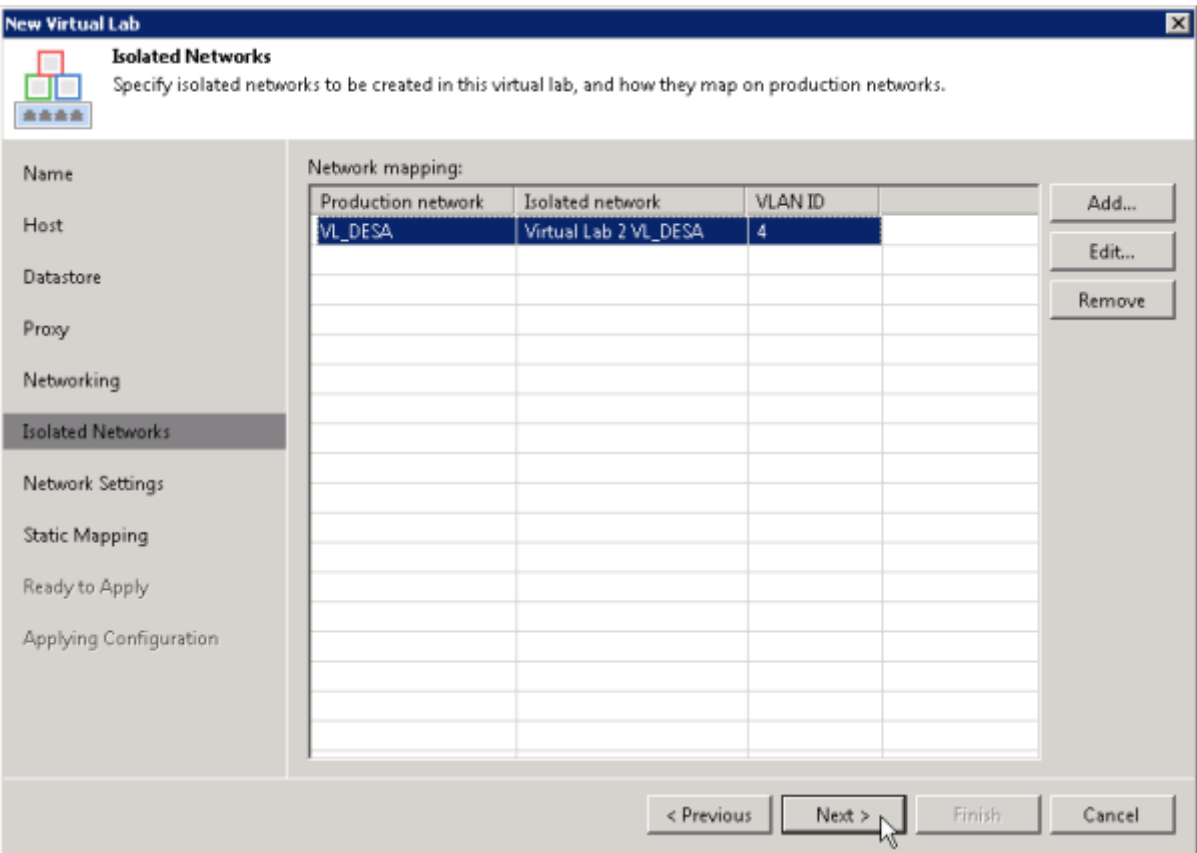 New Virtual Lab
Isolated Networks
Specify isolated networks to be created in this virtual lab, and how they map on production networks.
Name
Host
Datastore
Proxy
Networking
Isolated Networks
Network Settings
Static Mapping
Ready to Apply
Applying Configuration
Network mapping:
Production network Isolated network VLAN ID
VL_DESA Virtual Lab 2 VL_DESA 4
Add...
Edit...
Remove
< Previous Next > Finish Cancel